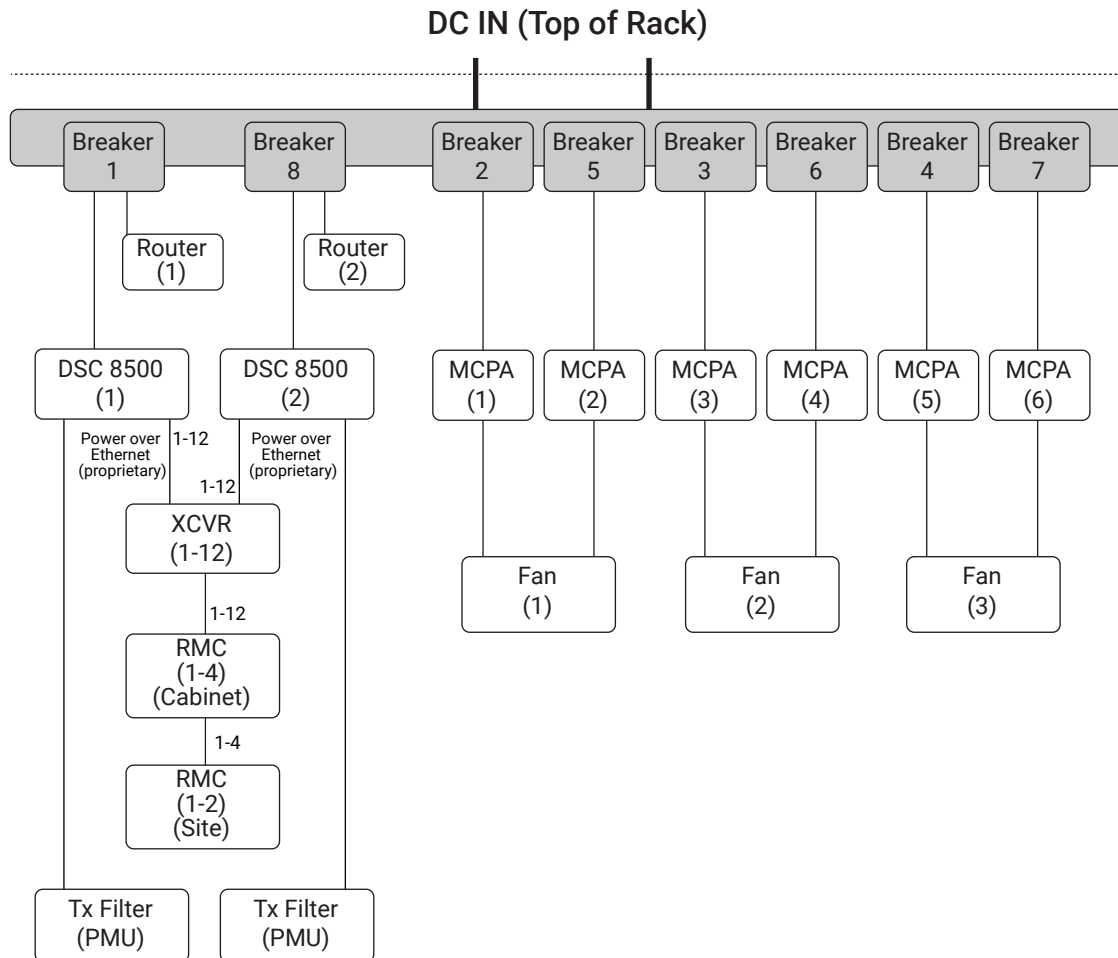 DC IN (Top of Rack)
Breaker
1
Breaker
8
Breaker
2
Breaker
5
Breaker
3
Breaker
6
Breaker
4
Breaker
7
Router
(1)
Router
(2)
DSC 8500
(1)
DSC 8500
(2)
MCPA
(1)
MCPA
(2)
MCPA
(3)
MCPA
(4)
MCPA
(5)
MCPA
(6)
Power over
Ethernet
(proprietary)
1-12
Power over
Ethernet
(proprietary)
1-12
XCVR
(1-12)
Fan
(1)
Fan
(2)
Fan
(3)
1-12
RMC
(1-4)
(Cabinet)
1-4
RMC
(1-2)
(Site)
Tx Filter
(PMU)
Tx Filter
(PMU)